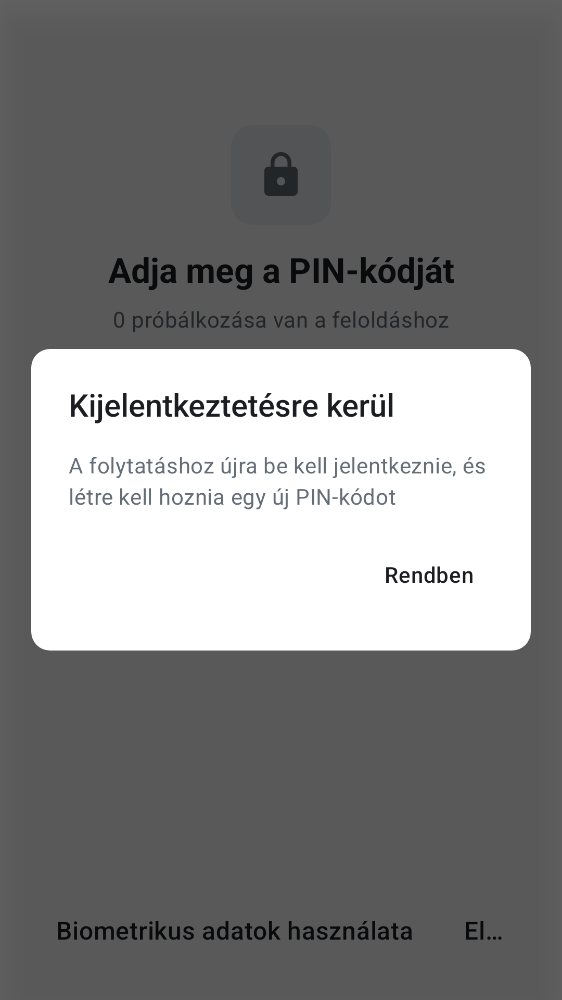 Adja meg a PIN-kódját
0 próbálkozása van a feloldáshoz
Kijelentkeztetésre kerül
A folytatáshoz újra be kell jelentkeznie, és
létre kell hoznia egy új PIN-kódot
Rendben
Biometrikus adatok használata El…